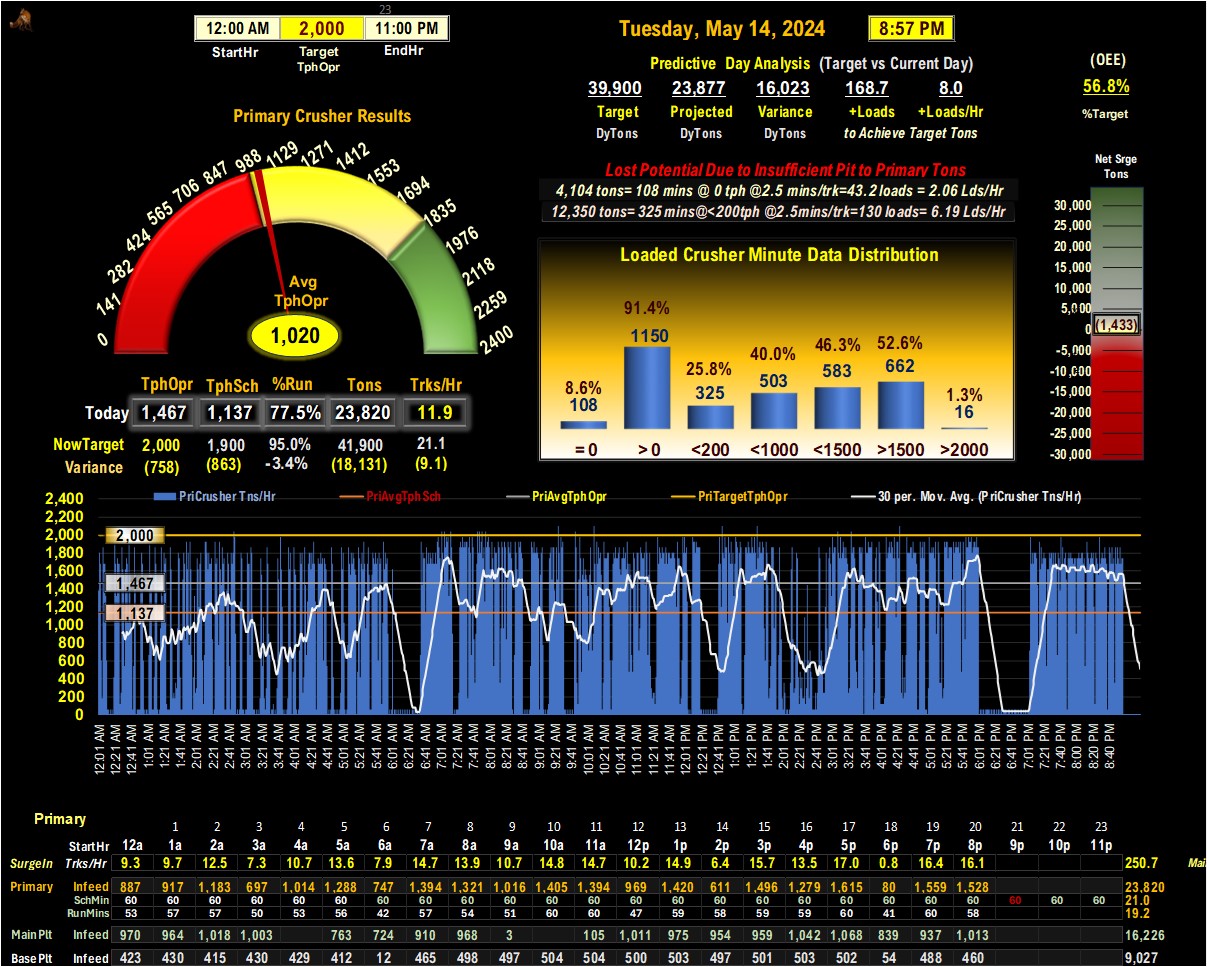 23
12:00 AM 2,000 11:00 PM
StartHr Target EndHr
TphOpr
Tuesday, May 14, 2024 8:57 PM
Predictive Day Analysis (Target vs Current Day)
39,900 23,877 16,023 168.7 8.0
Target Projected Variance +Loads +Loads/Hr
DyTons DyTons DyTons to Achieve Target Tons
(OEE)
56.8%
%Target
Primary Crusher Results
0
141
282
424
565
706
847
988
1129
1271
1412
1553
1694
1835
1976
2118
2259
2400
Avg
TphOpr
1,020
Lost Potential Due to Insufficient Pit to Primary Tons
4,104 tons= 108 mins @ 0 tph @2.5 mins/trk=43.2 loads = 2.06 Lds/Hr
12,350 tons= 325 mins@<200tph @2.5mins/trk=130 loads= 6.19 Lds/Hr
Loaded Crusher Minute Data Distribution
8.6% 91.4% 25.8% 40.0% 46.3% 52.6% 1.3%
108 1150 325 503 583 662 16
= 0 > 0 <200 <1000 <1500 >1500 >2000
Net Srge
Tons
30,000
25,000
20,000
15,000
10,000
5,000
0
(1,433)
-5,000
-10,000
-15,000
-20,000
-25,000
-30,000
TphOpr TphSch %Run Tons Trks/Hr
Today 1,467 1,137 77.5% 23,820 11.9
NowTarget 2,000 1,900 95.0% 41,900 21.1
Variance (758) (863) -3.4% (18,131) (9.1)
PriCrusher Tns/Hr PriAvgTphSch PriAvgTphOpr PriTargetTphOpr 30 per. Mov. Avg. (PriCrusher Tns/Hr)
2,400
2,200
2,000
1,800
1,600
1,400
1,200
1,000
800
600
400
200
0
2,000
1,467
1,137
12:01 AM 12:21 AM 12:41 AM 1:01 AM 1:21 AM 1:41 AM 2:01 AM 2:21 AM 2:41 AM 3:01 AM 3:21 AM 3:41 AM 4:01 AM 4:21 AM 4:41 AM 5:01 AM 5:21 AM 5:41 AM 6:01 AM 6:21 AM 6:41 AM 7:01 AM 7:21 AM 7:41 AM 8:01 AM 8:21 AM 8:41 AM 9:01 AM 9:21 AM 9:41 AM 10:01 AM 10:21 AM 10:41 AM 11:01 AM 11:21 AM 11:41 AM 12:01 PM 12:21 PM 12:41 PM 1:01 PM 1:21 PM 1:41 PM 2:01 PM 2:21 PM 2:41 PM 3:01 PM 3:21 PM 3:41 PM 4:01 PM 4:21 PM 4:41 PM 5:01 PM 5:21 PM 5:41 PM 6:01 PM 6:21 PM 6:41 PM 7:01 PM 7:21 PM 7:40 PM 8:00 PM 8:20 PM 8:40 PM
Primary
1 2 3 4 5 6 7 8 9 10 11 12 13 14 15 16 17 18 19 20 21 22 23
StartHr 12a 1a 2a 3a 4a 5a 6a 7a 8a 9a 10a 11a 12p 1p 2p 3p 4p 5p 6p 7p 8p 9p 10p 11p
SurgeIn Trks/Hr 9.3 9.7 12.5 7.3 10.7 13.6 7.9 14.7 13.9 10.7 14.8 14.7 10.2 14.9 6.4 15.7 13.5 17.0 0.8 16.4 16.1 250.7
Primary Infeed 887 917 1,183 697 1,014 1,288 747 1,394 1,321 1,016 1,405 1,394 969 1,420 611 1,496 1,279 1,615 80 1,559 1,528 23,820
SchMin 60 60 60 60 60 60 60 60 60 60 60 60 60 60 60 60 60 60 60 60 60 60 60 60 21.0
RunMins 53 57 57 50 53 56 42 57 54 51 60 60 47 59 58 59 59 60 41 60 58 19.2
MainPlt Infeed 970 964 1,018 1,003 763 724 910 968 3 105 1,011 975 954 959 1,042 1,068 839 937 1,013 16,226
BasePlt Infeed 423 430 415 430 429 412 12 465 498 497 504 504 500 503 497 501 503 502 54 488 460 9,027